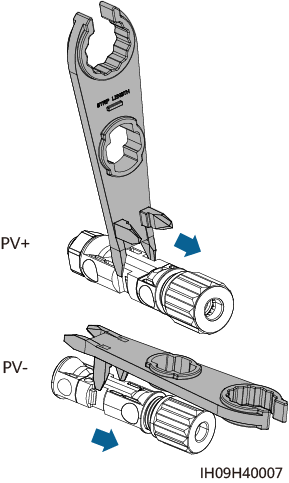 STRIP LENGTH
PV+
PV-
IH09H40007